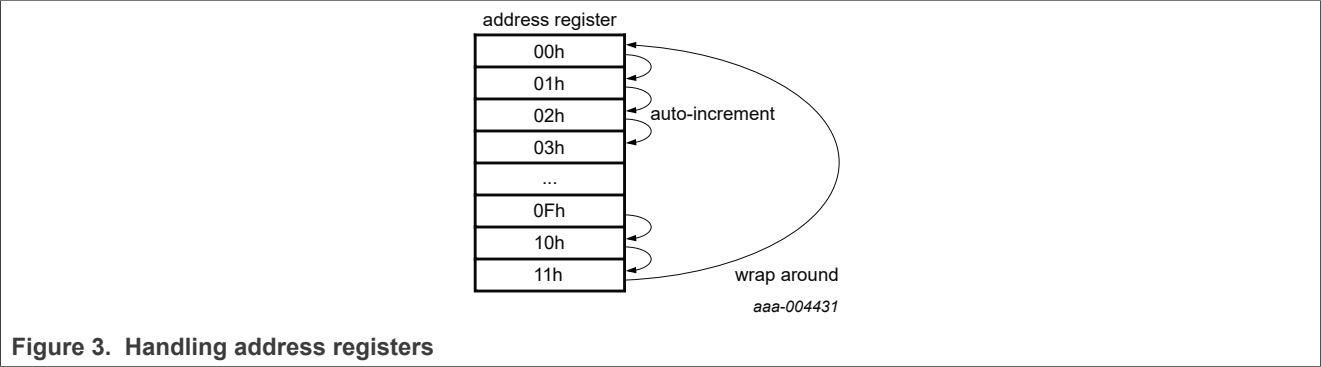 address register
00h
01h
02h
auto-increment
03h
...
0Fh
10h
11h
wrap around
aaa-004431
Figure 3. Handling address registers